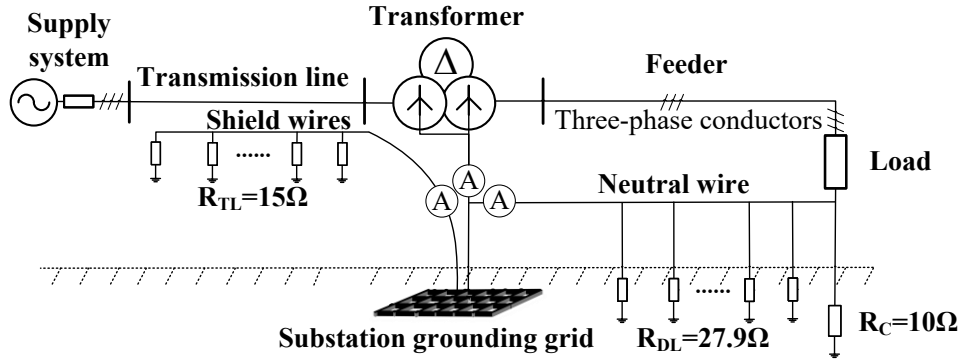 Supply
system
Transformer
Δ
Transmission line
Feeder
Shield wires
Three-phase conductors
Load
R_TL=15Ω
A
A
A
Neutral wire
Substation grounding grid
R_DL=27.9Ω
R_C=10Ω